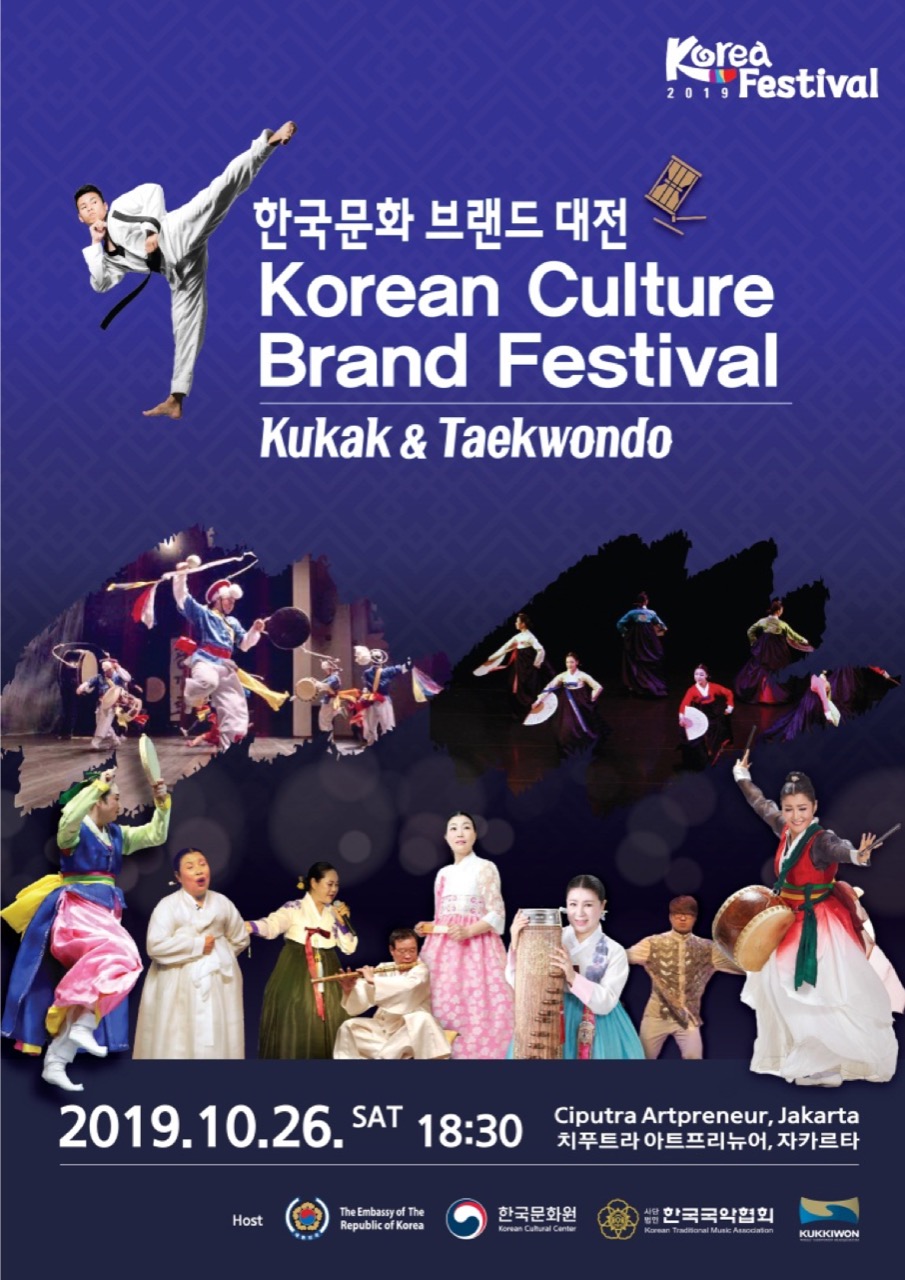 Korea
2019 Festival
한국문화 브랜드 대전
Korean Culture
Brand Festival
Kukak & Taekwondo
2019.10.26. SAT 18:30
Ciputra Artpreneur, Jakarta
치푸트라 아트프리뉴어, 자카르타
Host
The Embassy of The
Republic of Korea
한국문화원
Korean Cultural Center
사단법인 한국국악협회
Korean Traditional Music Association
KUKKIWON